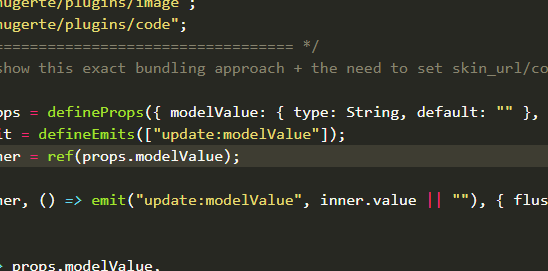 nugerte/plugins/image";
nugerte/plugins/code";
================================== */
show this exact bundling approach + the need to set skin_url/co
ops = defineProps({ modelValue: { type: String, default: "" },
it = defineEmits(["update:modelValue"]);
ner = ref(props.modelValue);
ner, () => emit("update:modelValue", inner.value || ""), { flus
> props.modelValue,